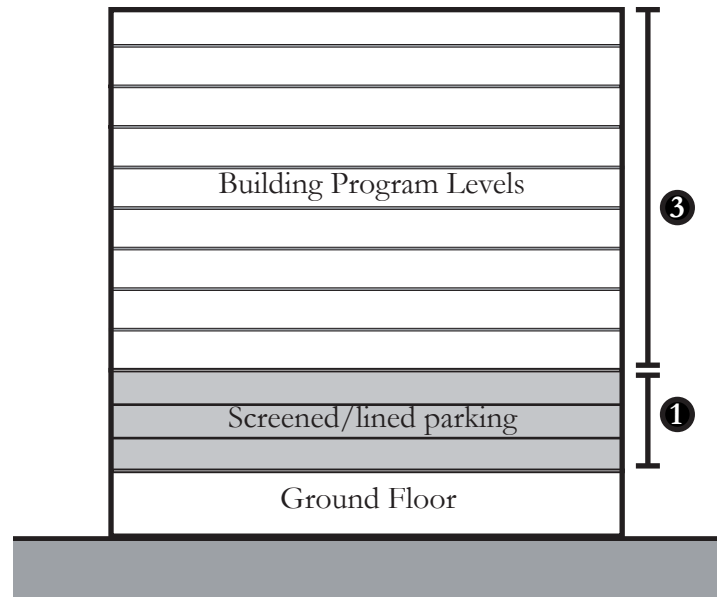 Building Program Levels
3
Screened/lined parking
1
Ground Floor